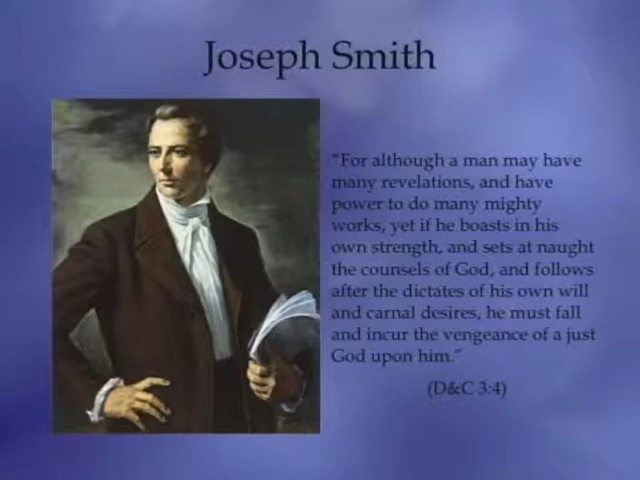 Joseph Smith
"For although a man may have
many revelations, and have
power to do many mighty
works, yet if he boasts in his
own strength, and sets at naught
the counsels of God, and follows
after the dictates of his own will
and carnal desires, he must fall
and incur the vengeance of a just
God upon him."
(D&C 3:4)